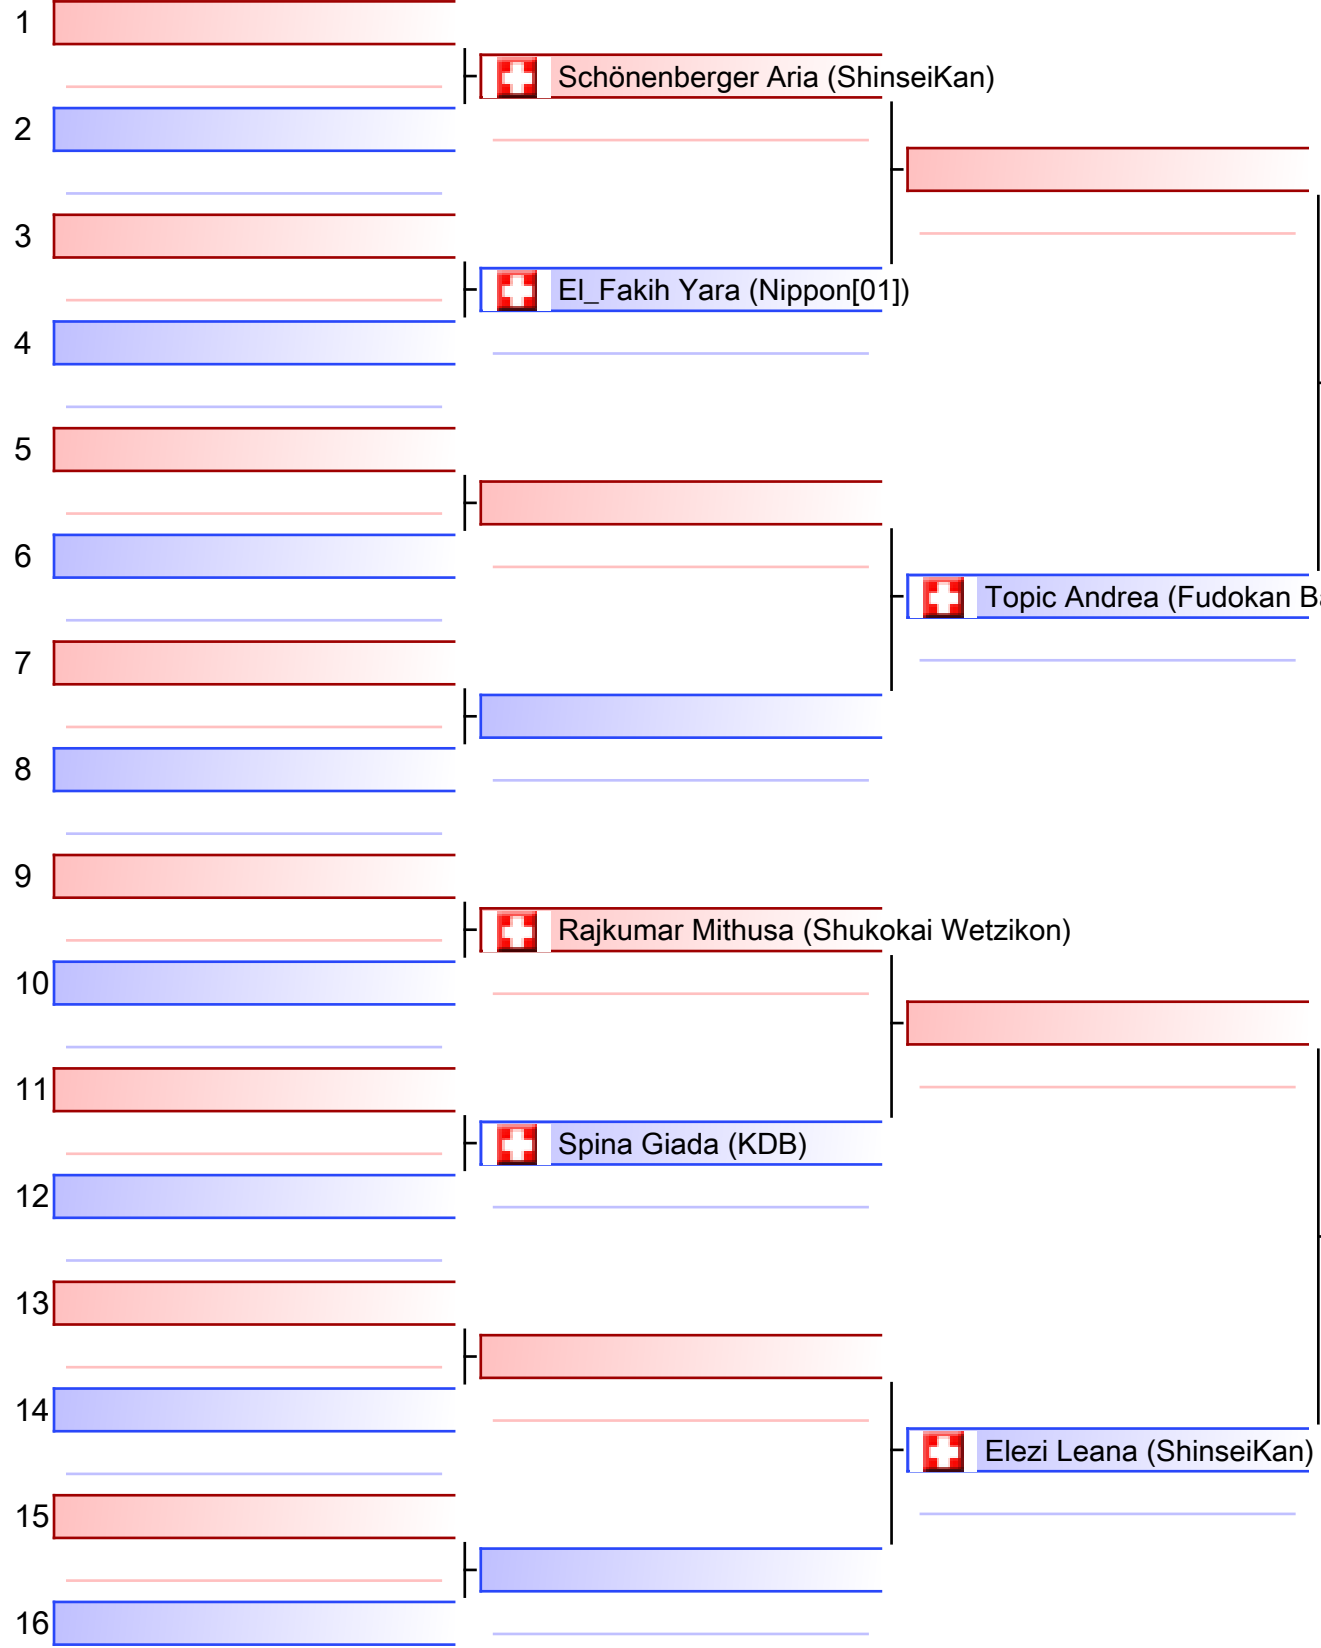 1
Schönenberger Aria (ShinseiKan)
2
3
El_Fakih Yara (Nippon[01])
4
5
6
Topic Andrea (Fudokan
7
8
9
Rajkumar Mithusa (Shukokai Wetzikon)
10
11
Spina Giada (KDB)
12
13
14
Elezi Leana (ShinseiKan)
15
16